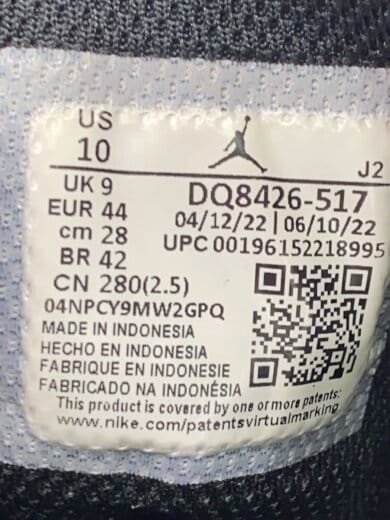 US
10
J2
UK 9
EUR 44
cm 28
BR 42
CN 280(2.5)
DQ8426-517
04/12/22 | 06/10/22
UPC 00196152218995
04NPCY9MW2GPQ
MADE IN INDONESIA
HECHO EN INDONESIA
FABRIQUE EN INDONESIE
FABRICADO NA INDONÉSIA
This product is covered by one or more patents:
www.nike.com/patentsvirtualmarking